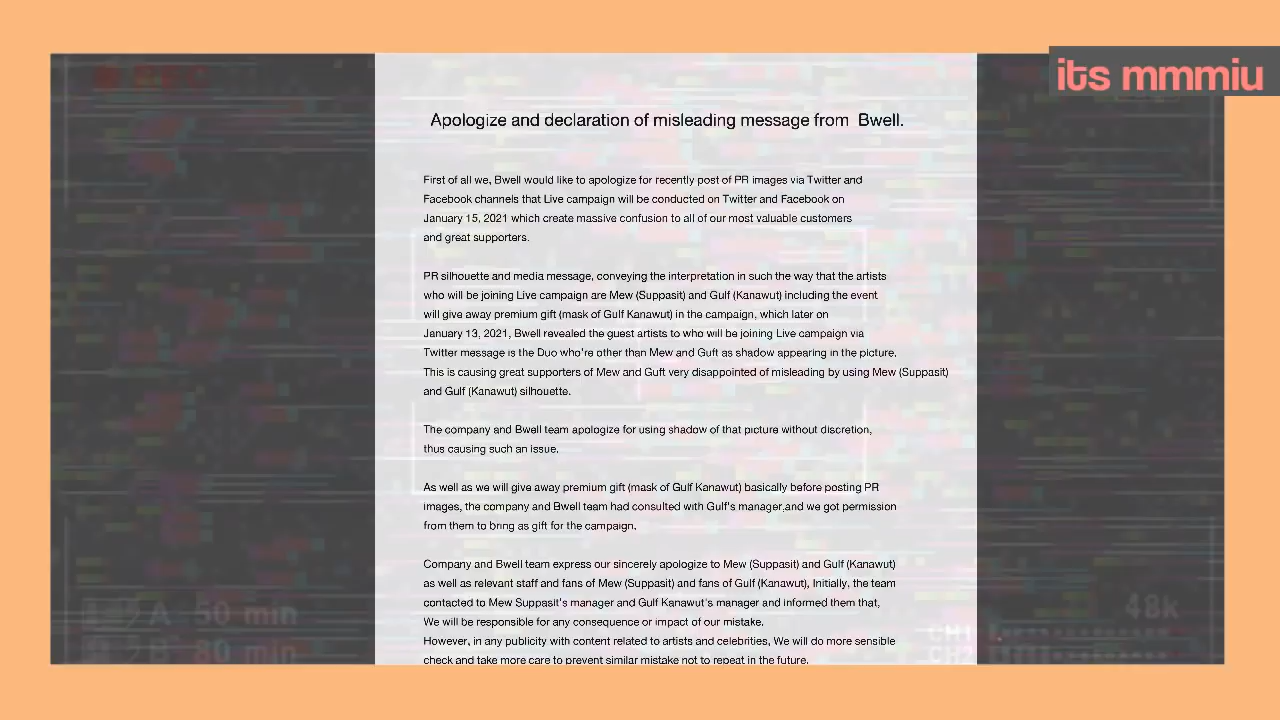 its mmmiu
REC
Apologize and declaration of misleading message from Bwell.
First of all we, Bwell would like to apologize for recently post of PR images via Twitter and
Facebook channels that Live campaign will be conducted on Twitter and Facebook on
January 15, 2021 which create massive confusion to all of our most valuable customers
and great supporters.
PR silhouette and media message, conveying the interpretation in such the way that the artists
who will be joining Live campaign are Mew (Suppasit) and Gulf (Kanawut) including the event
will give away premium gift (mask of Gulf Kanawut) in the campaign, which later on
January 13, 2021, Bwell revealed the guest artists to who will be joining Live campaign via
Twitter message is the Duo who're other than Mew and Guft as shadow appearing in the picture.
This is causing great supporters of Mew and Guft very disappointed of misleading by using Mew (Suppasit)
and Gulf (Kanawut) silhouette.
The company and Bwell team apologize for using shadow of that picture without discretion,
thus causing such an issue.
As well as we will give away premium gift (mask of Gulf Kanawut) basically before posting PR
images, the company and Bwell team had consulted with Gulf's manager.and we got permission
from them to bring as gift for the campaign.
Company and Bwell team express our sincerely apologize to Mew (Suppasit) and Gulf (Kanawut)
as well as relevant staff and fans of Mew (Suppasit) and fans of Gulf (Kanawut), Initially, the team
contacted to Mew Suppasit's manager and Gulf Kanawut's manager and informed them that,
We will be responsible for any consequence or impact of our mistake.
However, in any publicity with content related to artists and celebrities, We will do more sensible
check and take more care to prevent similar mistake not to repeat in the future.
A 50 min
B 80 min
48k
CH1
CH2